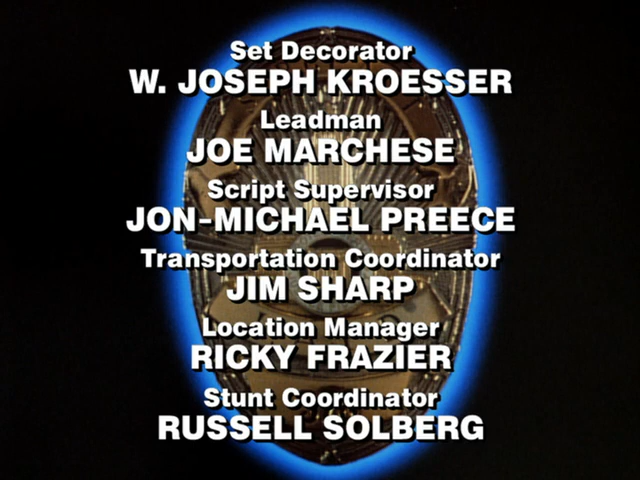 Set Decorator
W. JOSEPH KROESSER
Leadman
JOE MARCHESE
Script Supervisor
JON-MICHAEL PREECE
Transportation Coordinator
JIM SHARP
Location Manager
RICKY FRAZIER
Stunt Coordinator
RUSSELL SOLBERG